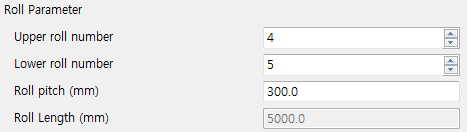 Roll Parameter
Upper roll number 4
Lower roll number 5
Roll pitch (mm) 300.0
Roll Length (mm) 5000.0